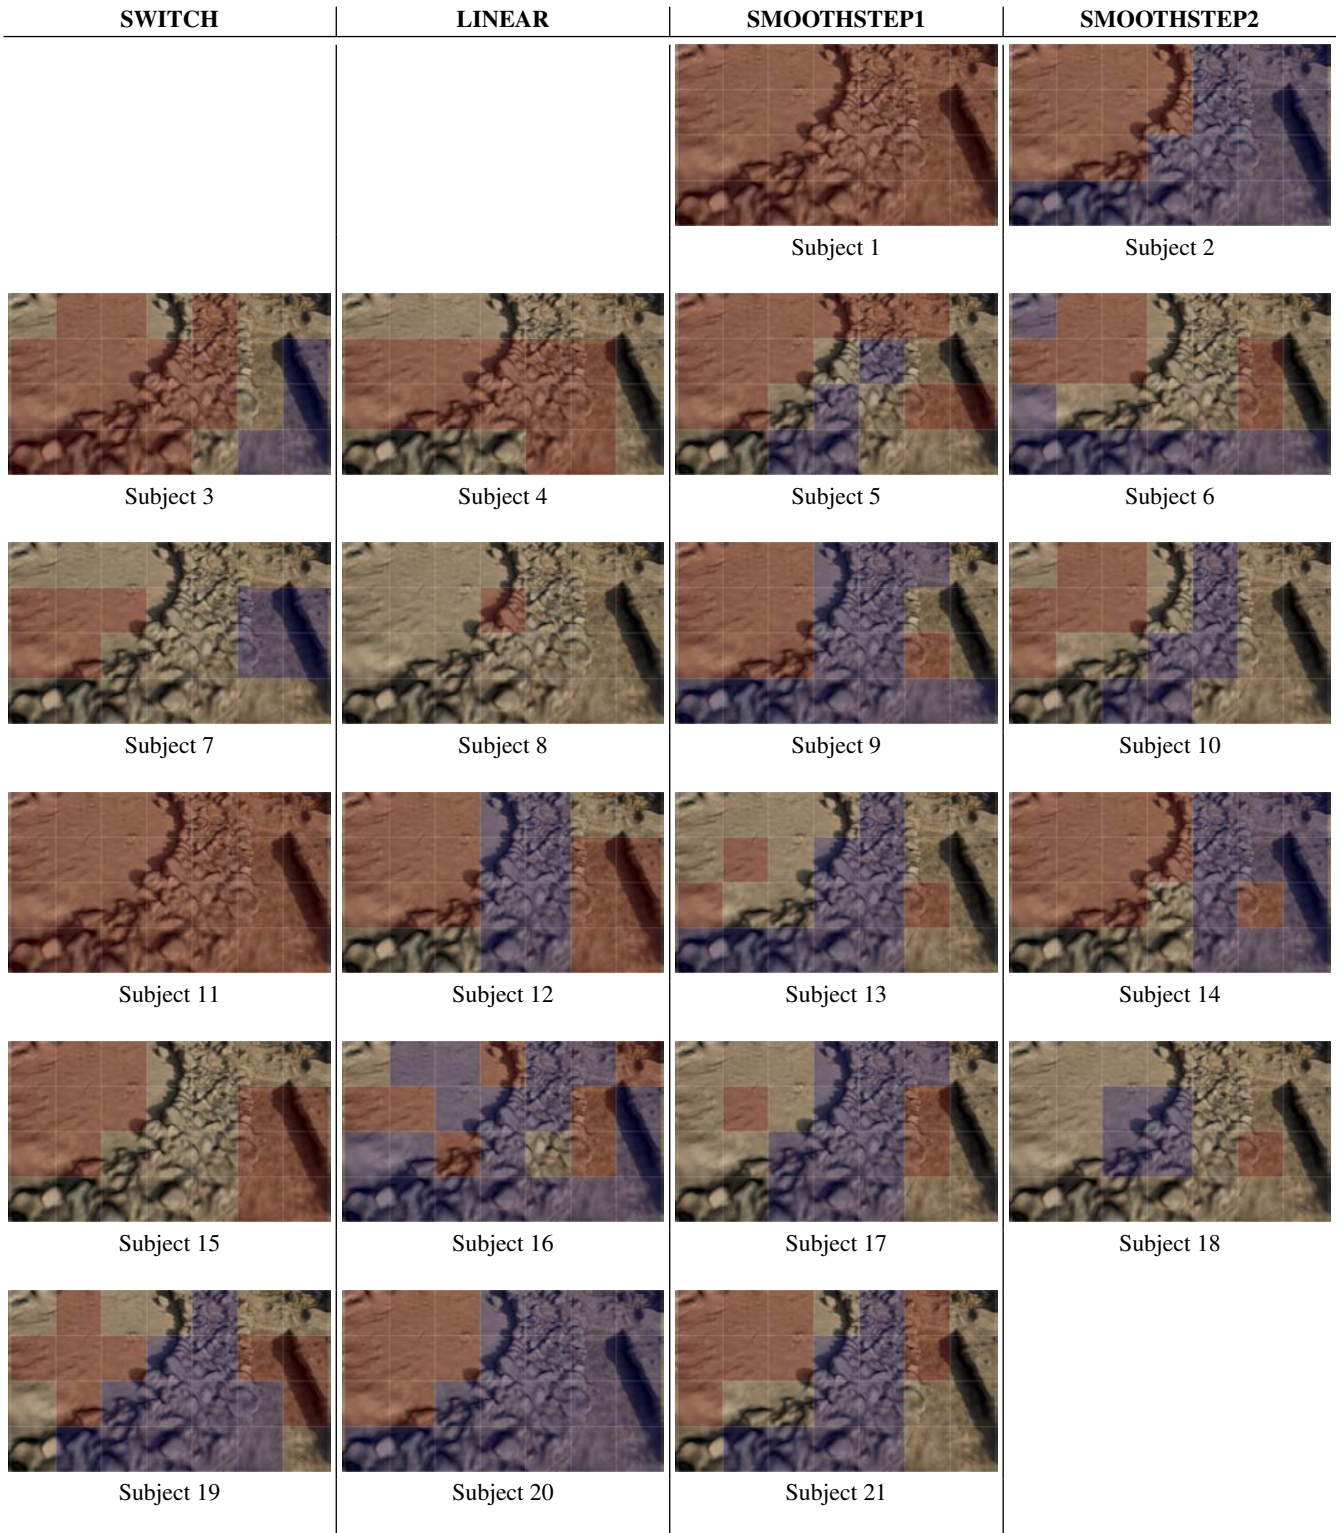 SWITCH LINEAR SMOOTHSTEP1 SMOOTHSTEP2
Subject 1 Subject 2
Subject 3 Subject 4 Subject 5 Subject 6
Subject 7 Subject 8 Subject 9 Subject 10
Subject 11 Subject 12 Subject 13 Subject 14
Subject 15 Subject 16 Subject 17 Subject 18
Subject 19 Subject 20 Subject 21